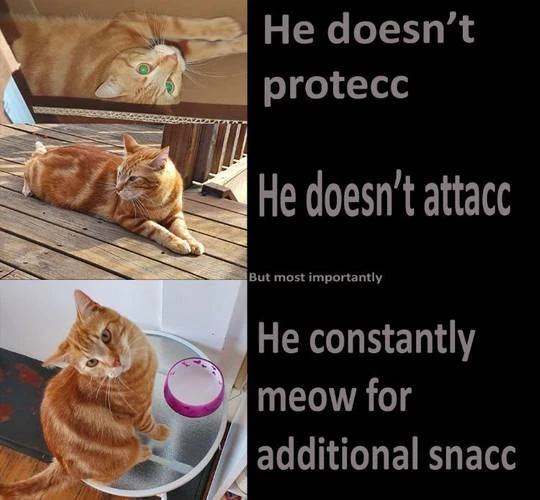 He doesn't
protecc
He doesn't attacc
But most importantly
He constantly
meow for
additional snacc